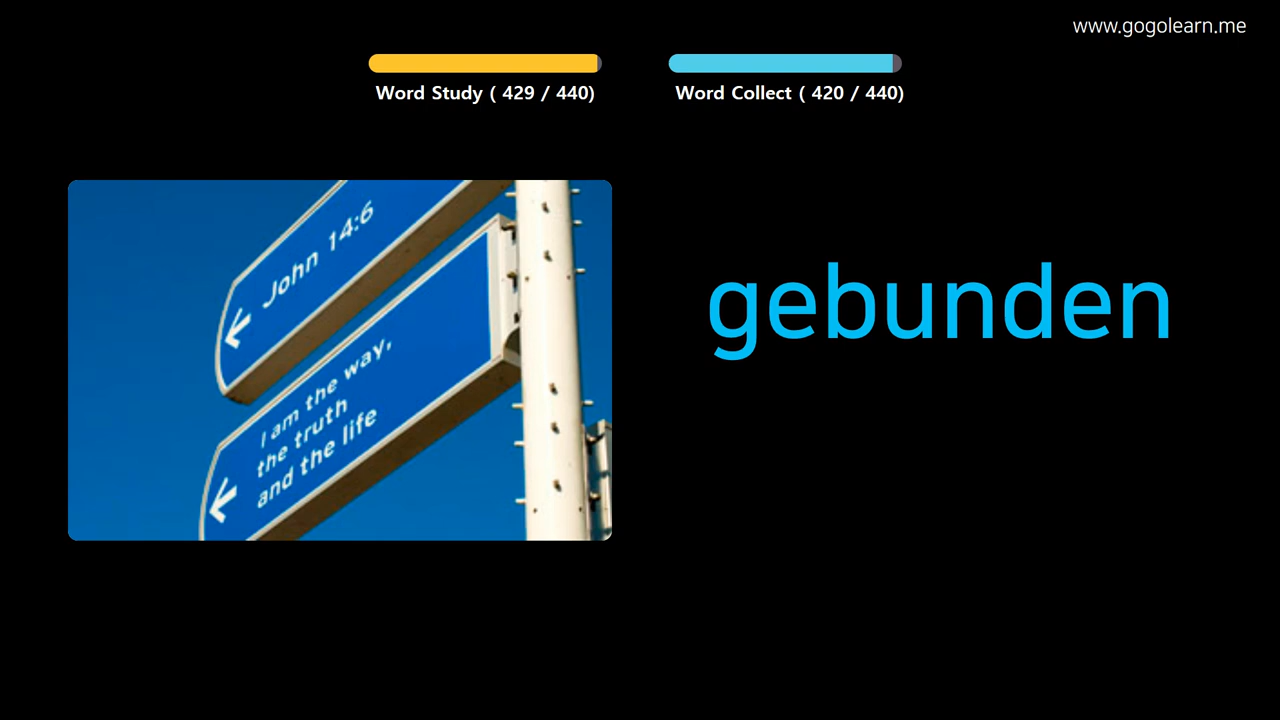 www.gogolearn.me
Word Study ( 429 / 440)
Word Collect ( 420 / 440)
John 14:6
I am the way,
the truth
and the life
gebunden